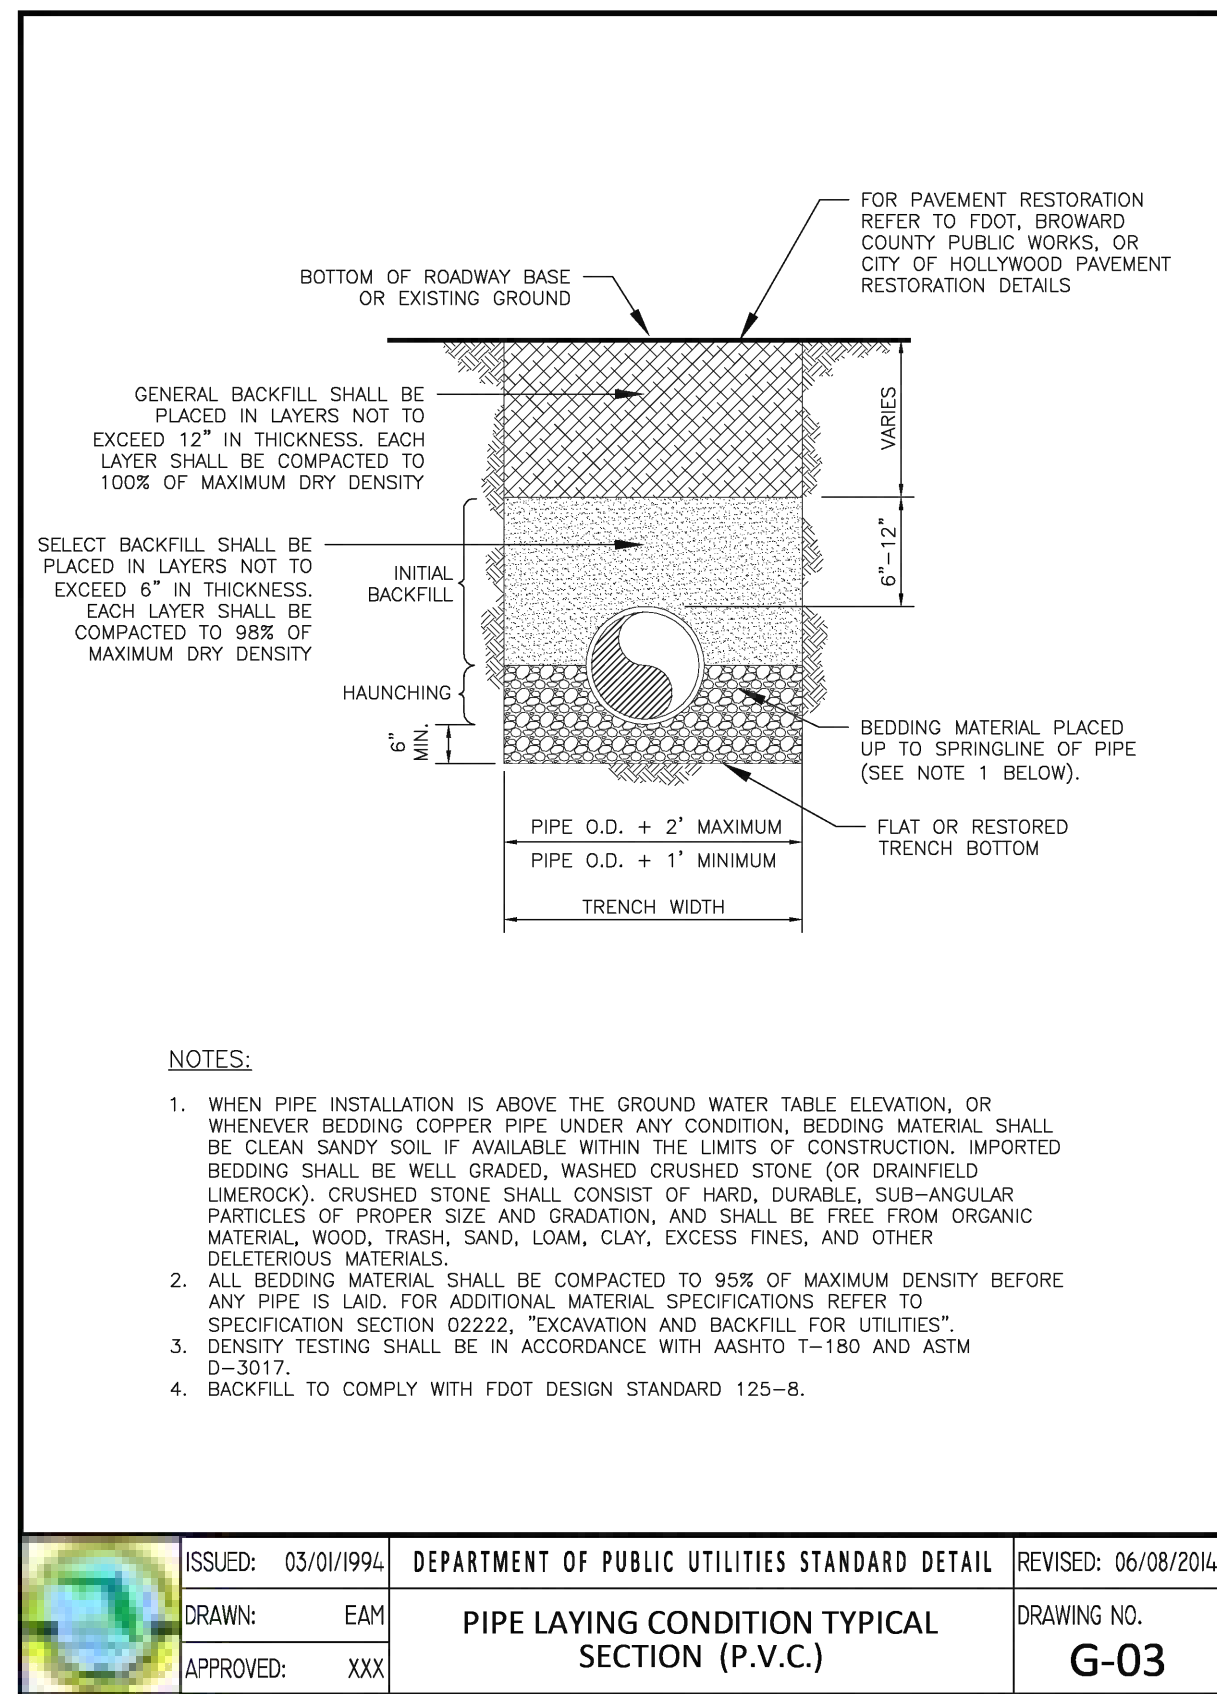 FOR PAVEMENT RESTORATION
REFER TO FDOT, BROWARD
COUNTY PUBLIC WORKS, OR
CITY OF HOLLYWOOD PAVEMENT
RESTORATION DETAILS
BOTTOM OF ROADWAY BASE
OR EXISTING GROUND
GENERAL BACKFILL SHALL BE
PLACED IN LAYERS NOT TO
EXCEED 12" IN THICKNESS. EACH
LAYER SHALL BE COMPACTED TO
100% OF MAXIMUM DRY DENSITY
VARIES
SELECT BACKFILL SHALL BE
PLACED IN LAYERS NOT TO
EXCEED 6" IN THICKNESS.
EACH LAYER SHALL BE
COMPACTED TO 98% OF
MAXIMUM DRY DENSITY
INITIAL
BACKFILL
6"-12"
HAUNCHING
6"
MIN.
BEDDING MATERIAL PLACED
UP TO SPRINGLINE OF PIPE
(SEE NOTE 1 BELOW).
FLAT OR RESTORED
TRENCH BOTTOM
PIPE O.D. + 2' MAXIMUM
PIPE O.D. + 1' MINIMUM
TRENCH WIDTH
NOTES:
1. WHEN PIPE INSTALLATION IS ABOVE THE GROUND WATER TABLE ELEVATION, OR
WHENEVER BEDDING COPPER PIPE UNDER ANY CONDITION, BEDDING MATERIAL SHALL
BE CLEAN SANDY SOIL IF AVAILABLE WITHIN THE LIMITS OF CONSTRUCTION. IMPORTED
BEDDING SHALL BE WELL GRADED, WASHED CRUSHED STONE (OR DRAINFIELD
LIMEROCK). CRUSHED STONE SHALL CONSIST OF HARD, DURABLE, SUB-ANGULAR
PARTICLES OF PROPER SIZE AND GRADATION, AND SHALL BE FREE FROM ORGANIC
MATERIAL, WOOD, TRASH, SAND, LOAM, CLAY, EXCESS FINES, AND OTHER
DELETERIOUS MATERIALS.
2. ALL BEDDING MATERIAL SHALL BE COMPACTED TO 95% OF MAXIMUM DENSITY BEFORE
ANY PIPE IS LAID. FOR ADDITIONAL MATERIAL SPECIFICATIONS REFER TO
SPECIFICATION SECTION 02222, "EXCAVATION AND BACKFILL FOR UTILITIES".
3. DENSITY TESTING SHALL BE IN ACCORDANCE WITH AASHTO T-180 AND ASTM
D-3017.
4. BACKFILL TO COMPLY WITH FDOT DESIGN STANDARD 125-8.
ISSUED: 03/01/1994
DRAWN: EAM
APPROVED: XXX
DEPARTMENT OF PUBLIC UTILITIES STANDARD DETAIL
PIPE LAYING CONDITION TYPICAL
SECTION (P.V.C.)
REVISED: 06/08/2014
DRAWING NO.
G-03